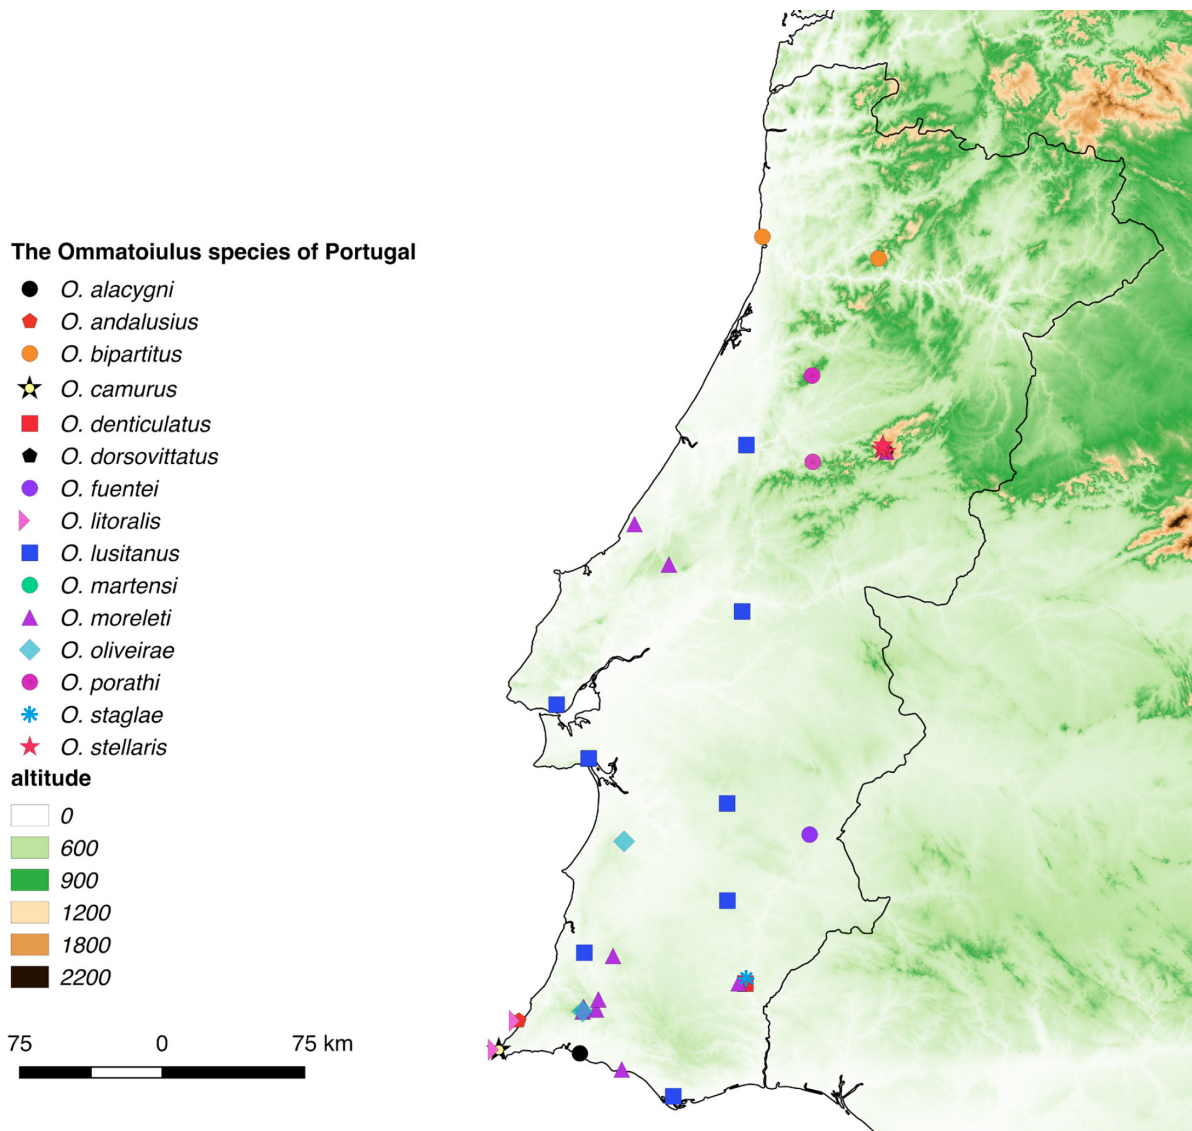 The Ommatoiulus species of Portugal
O. alacygni
O. andalusius
O. bipartitus
O. camurus
O. denticulatus
O. dorsovittatus
O. fuentei
O. litoralis
O. lusitanus
O. martensi
O. moreleti
O. oliveirae
O. porathi
O. staglae
O. stellaris
altitude
0
600
900
1200
1800
2200
75 0 75 km